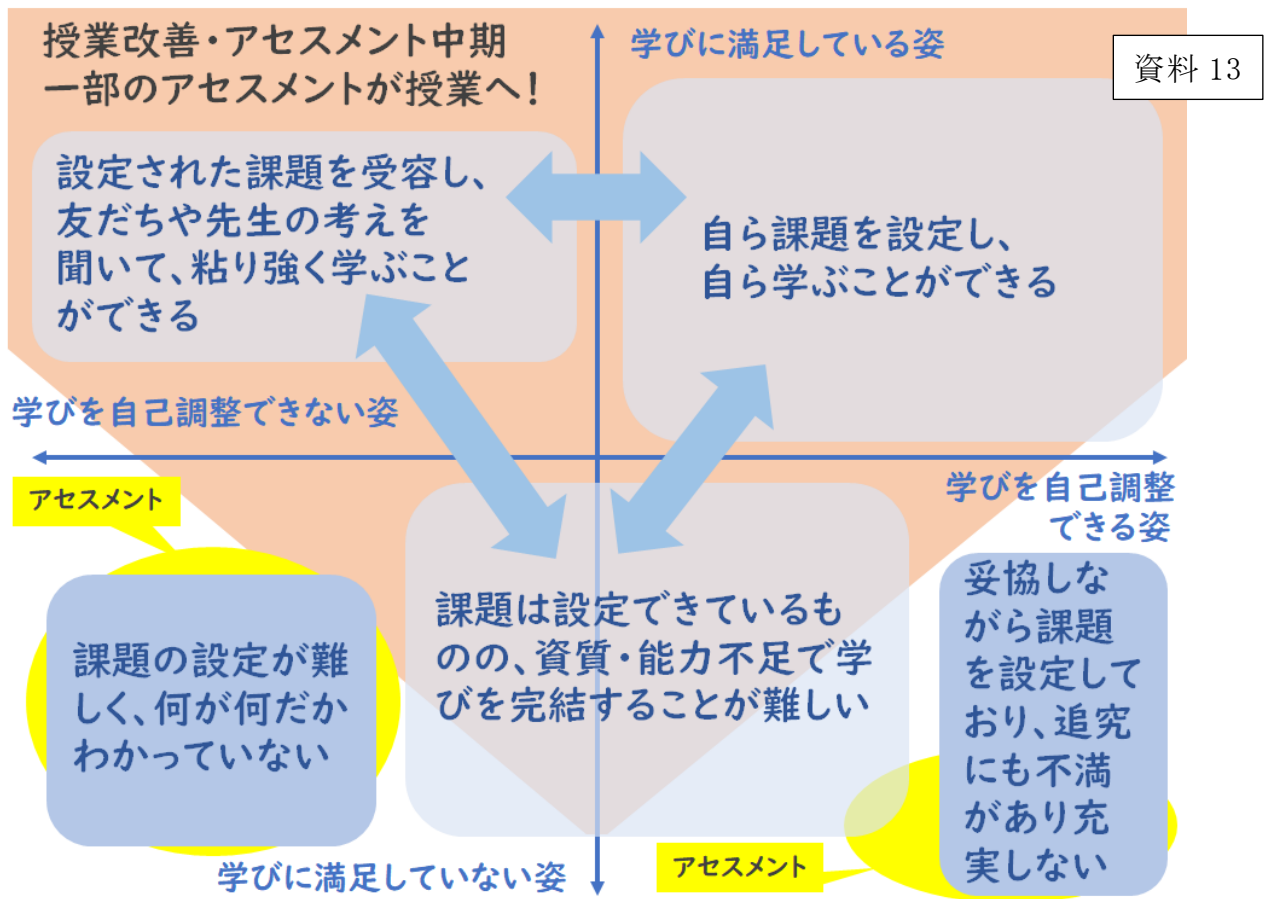 授業改善・アセスメント中期
一部のアセスメントが授業へ!
学びに満足している姿
資料 13
設定された課題を受容し、
友だちや先生の考えを
聞いて、粘り強く学ぶこと
ができる
自ら課題を設定し、
自ら学ぶことができる
学びを自己調整できない姿
学びを自己調整
できる姿
アセスメント
課題の設定が難
しく、何が何だか
わかっていない
課題は設定できているも
のの、資質・能力不足で学
びを完結することが難しい
妥協しな
がら課題
を設定して
おり、追究
にも不満
があり充
実しない
アセスメント
学びに満足していない姿